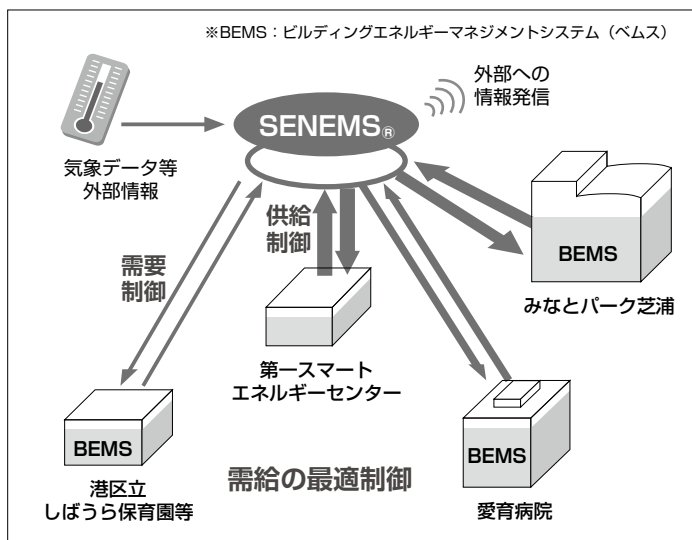 ※BEMS：ビルディングエネルギーマネジメントシステム（ベムス）
外部への
情報発信
SENEMS®
気象データ等
外部情報
供給
制御
需要
制御
BEMS
みなとパーク芝浦
第一スマート
エネルギーセンター
BEMS
港区立
しばうら保育園等
需給の最適制御
BEMS
愛育病院